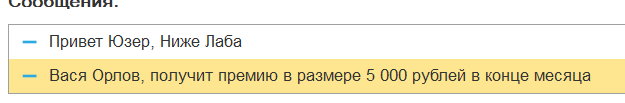 Сообщения:
Привет Юзер, Ниже Лаба
Вася Орлов, получит премию в размере 5 000 рублей в конце месяца